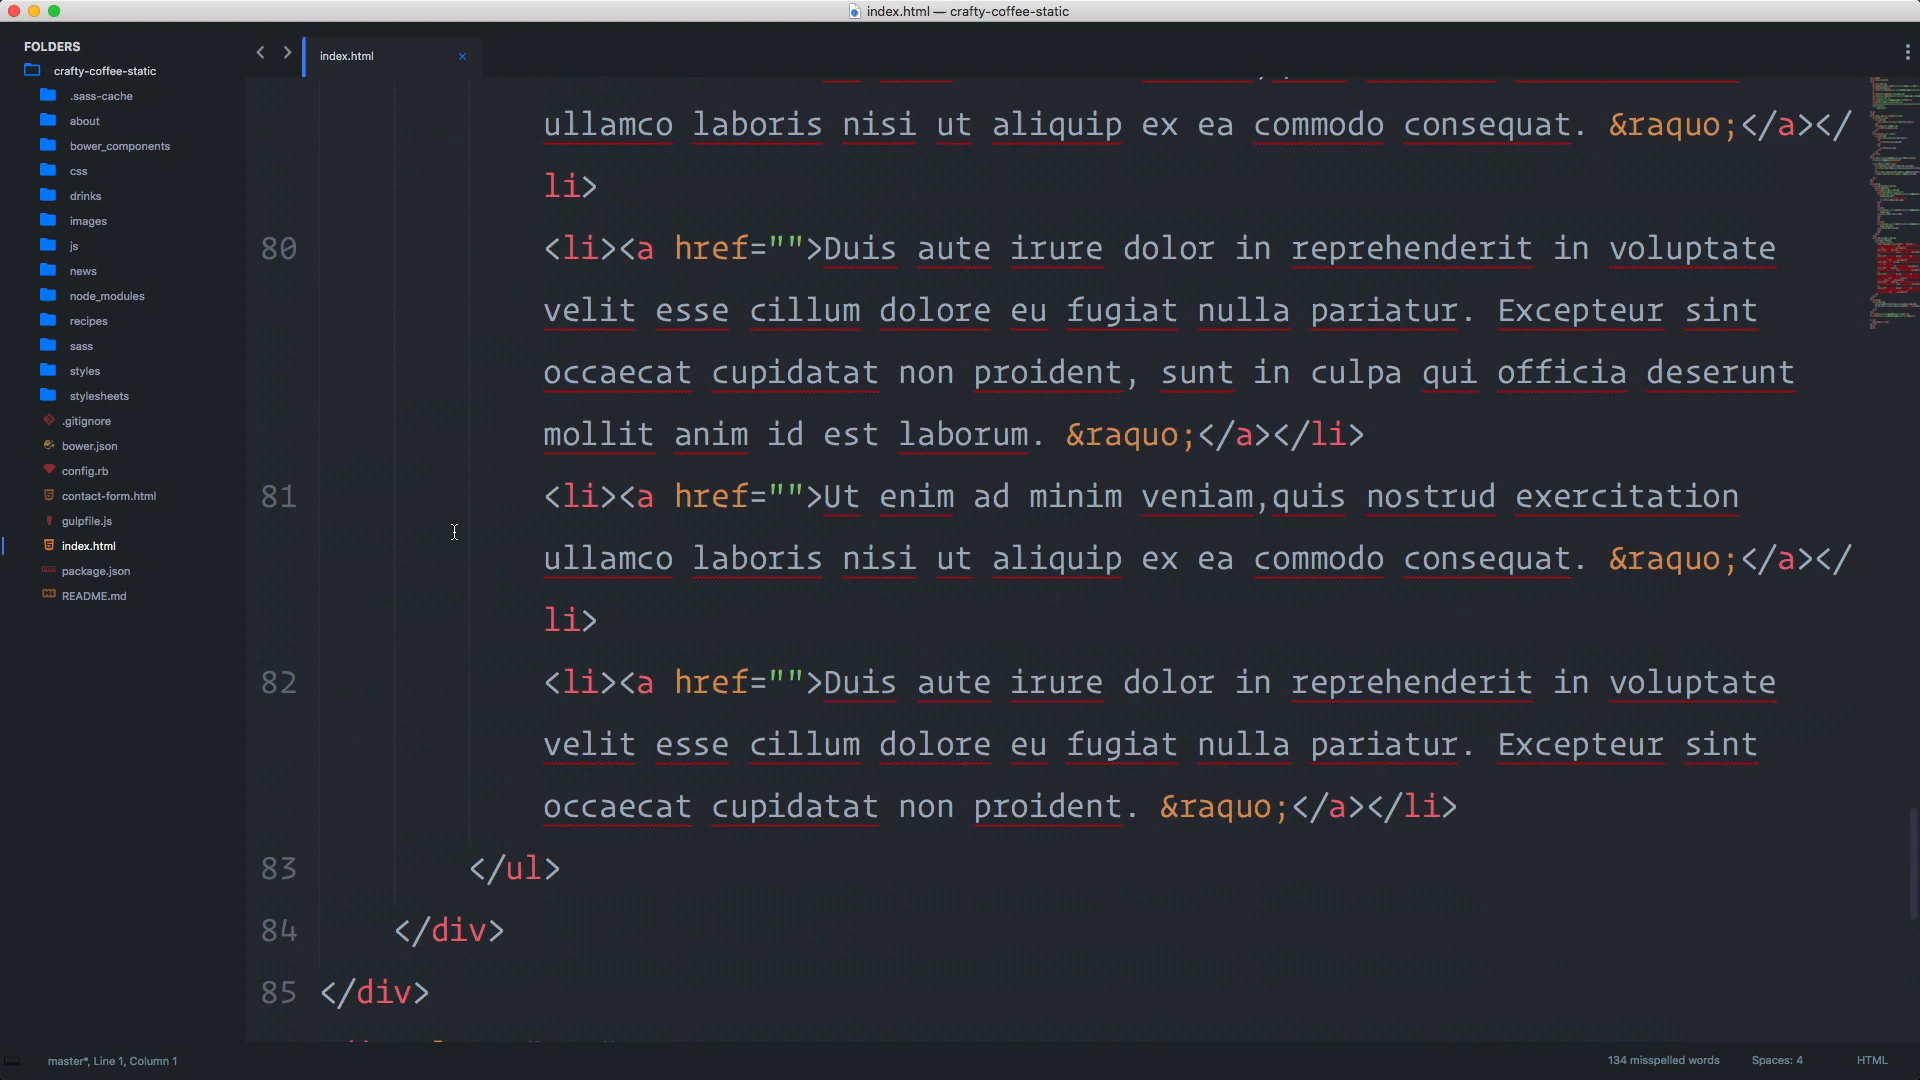 index.html — crafty-coffee-static
FOLDERS
crafty-coffee-static
.sass-cache
about
bower_components
css
drinks
images
js
news
node_modules
recipes
sass
styles
stylesheets
.gitignore
bower.json
config.rb
contact-form.html
gulpfile.js
index.html
package.json
README.md
index.html
ullamco laboris nisi ut aliquip ex ea commodo consequat. &raquo;</a></
li>
80 <li><a href="">Duis aute irure dolor in reprehenderit in voluptate
velit esse cillum dolore eu fugiat nulla pariatur. Excepteur sint
occaecat cupidatat non proident, sunt in culpa qui officia deserunt
mollit anim id est laborum. &raquo;</a></li>
81 <li><a href="">Ut enim ad minim veniam,quis nostrud exercitation
ullamco laboris nisi ut aliquip ex ea commodo consequat. &raquo;</a></
li>
82 <li><a href="">Duis aute irure dolor in reprehenderit in voluptate
velit esse cillum dolore eu fugiat nulla pariatur. Excepteur sint
occaecat cupidatat non proident. &raquo;</a></li>
83 </ul>
84 </div>
85 </div>
master*, Line 1, Column 1
134 misspelled words
Spaces: 4
HTML